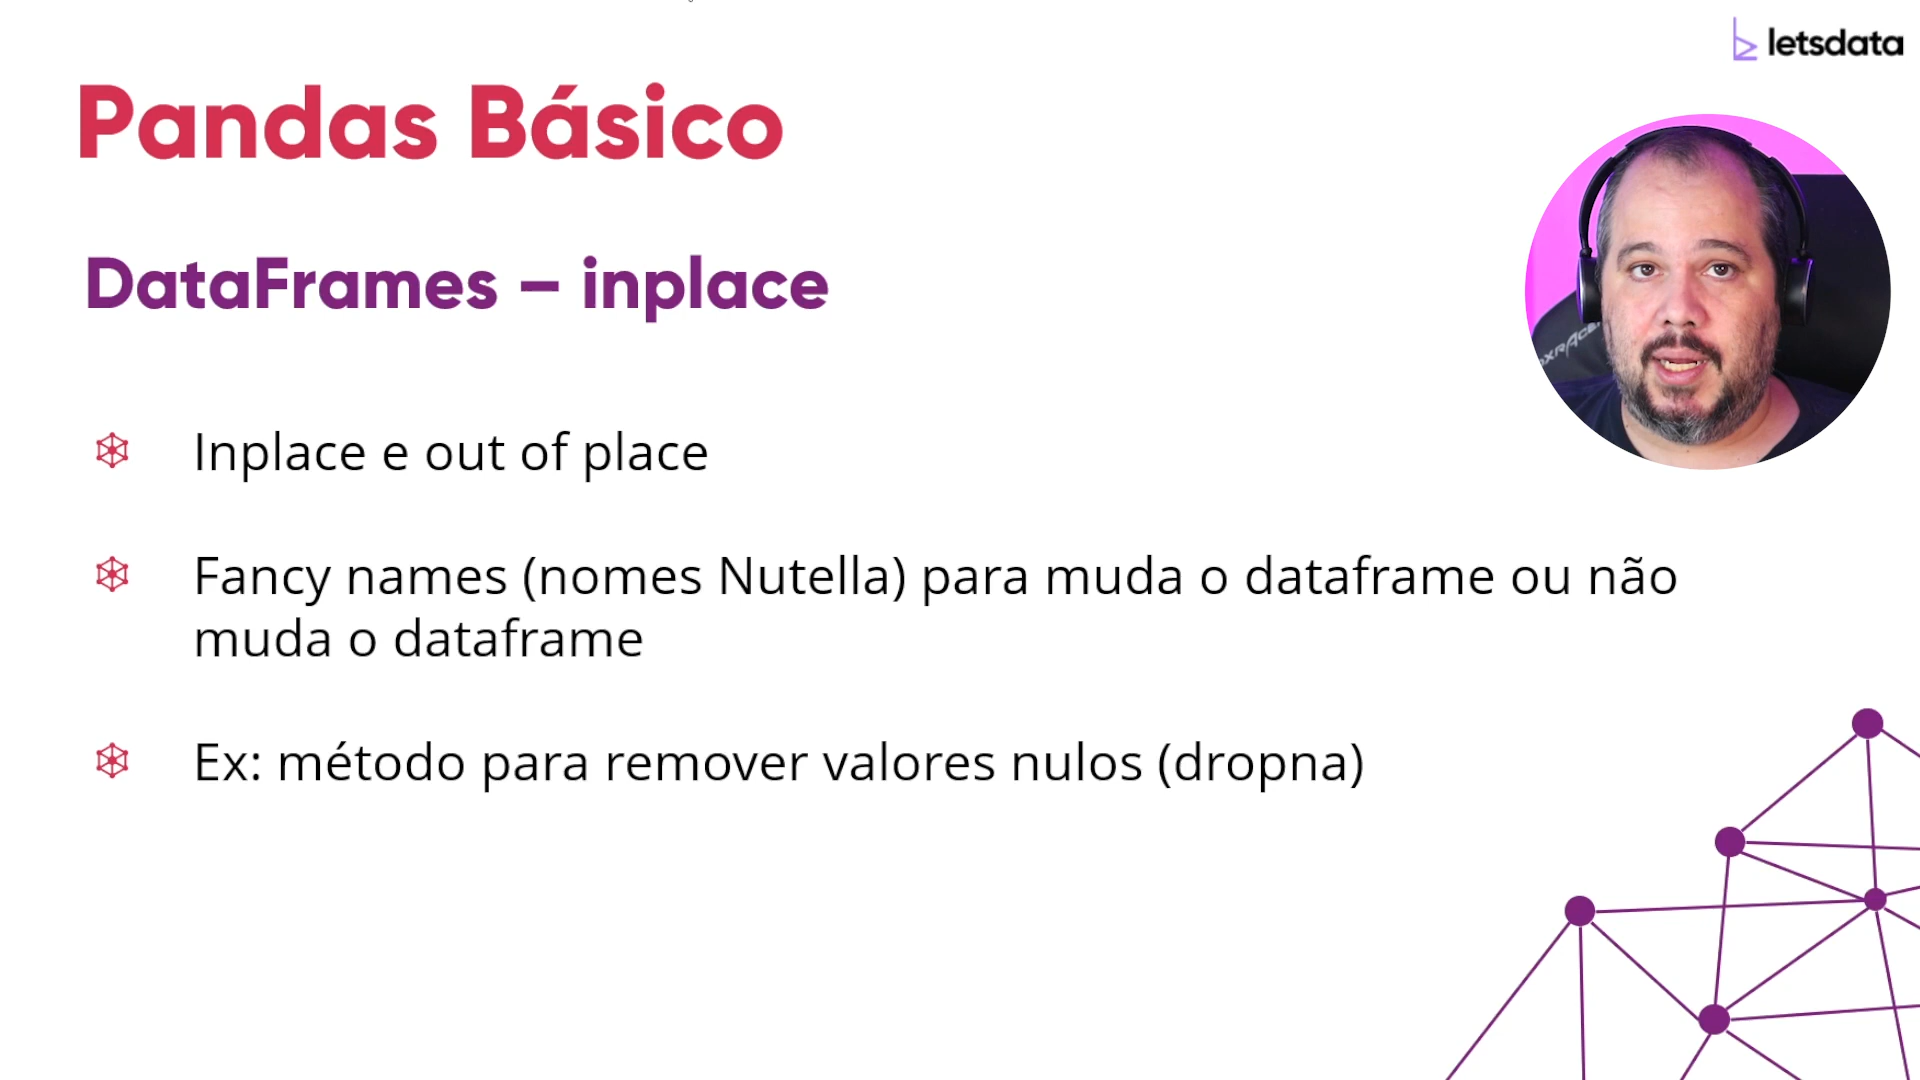 letsdata
Pandas Básico
DataFrames – inplace
Inplace e out of place
Fancy names (nomes Nutella) para muda o dataframe ou não
muda o dataframe
Ex: método para remover valores nulos (dropna)